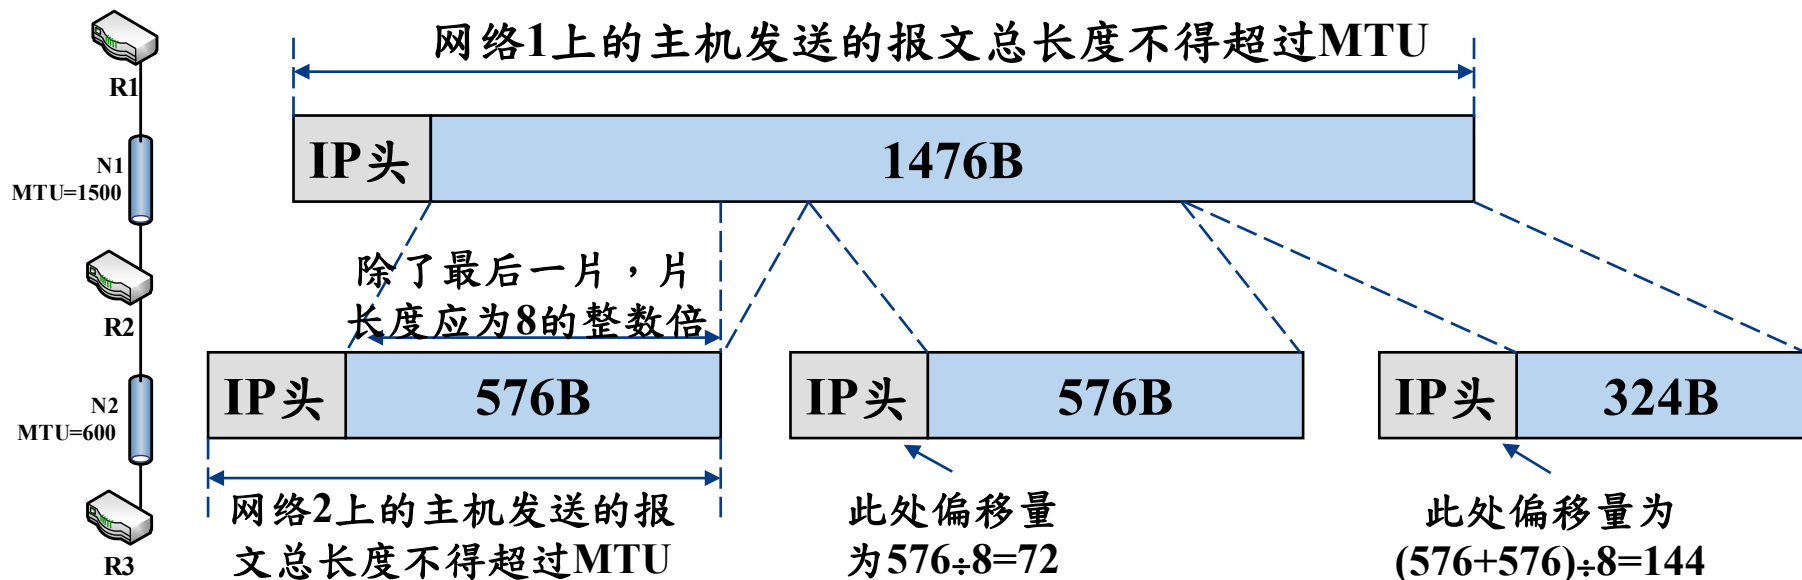 网络1上的主机发送的报文总长度不得超过MTU
R1
IP头
1476B
N1
MTU=1500
除了最后一片，片
长度应为8的整数倍
R2
IP头
576B
IP头
576B
IP头
324B
N2
MTU=600
网络2上的主机发送的报
文总长度不得超过MTU
此处偏移量
为576÷8=72
此处偏移量为
(576+576)÷8=144
R3